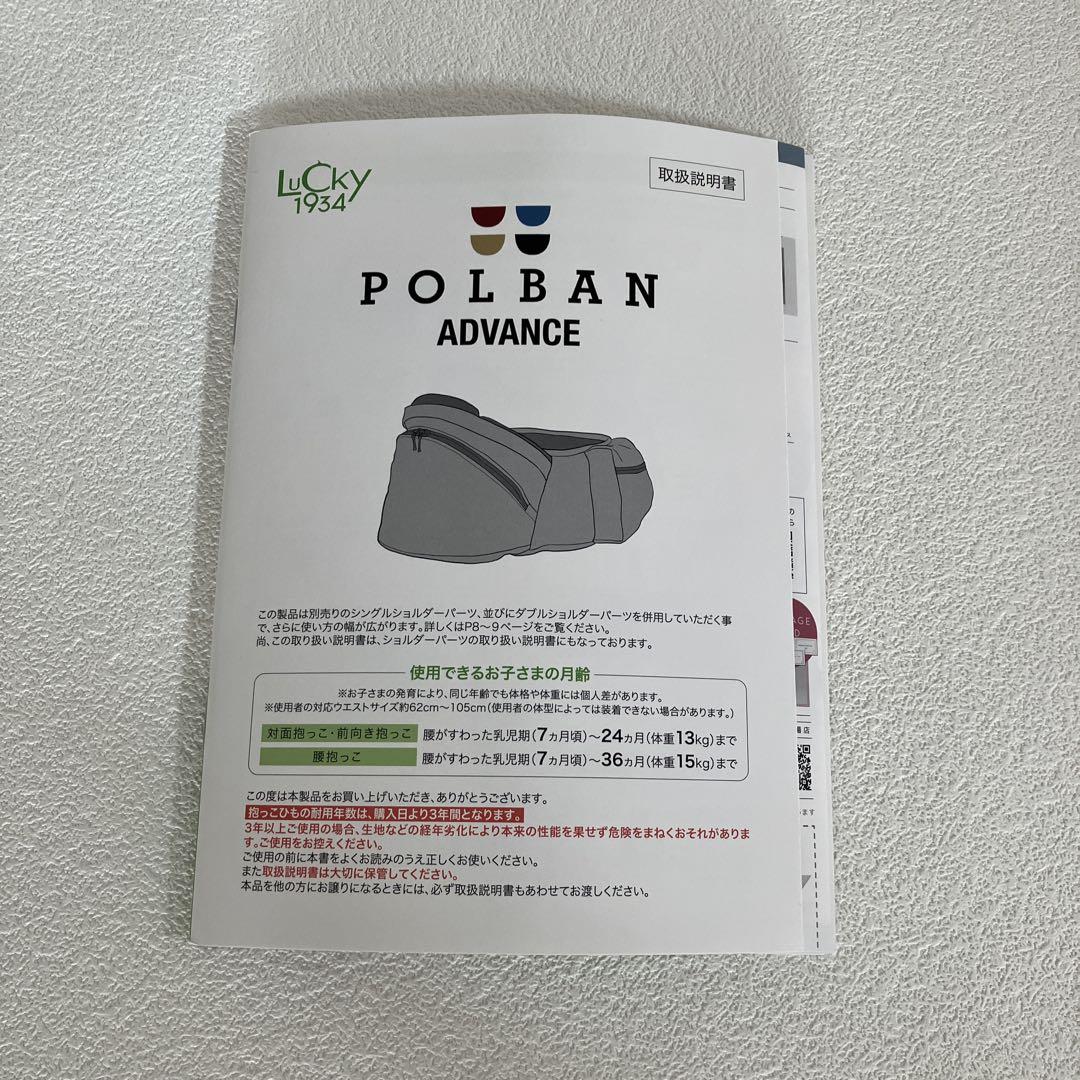 LuCky
1934
取扱説明書
POLBAN
ADVANCE
この製品は別売りのシングルショルダーパーツ、並びにダブルショルダーパーツを併用していただく事
で、さらに使い方の幅が広がります。詳しくはP8〜9ページをご覧ください。
尚、この取り扱い説明書は、ショルダーパーツの取り扱い説明書にもなっております。
使用できるお子さまの月齢
※お子さまの発育により、同じ年齢でも体格や体重には個人差があります。
※使用者の対応ウエストサイズ約62cm〜105cm(使用者の体型によっては装着できない場合があります。)
対面抱っこ・前向き抱っこ 腰がすわった乳児期(7ヵ月頃)〜24ヵ月(体重13kg)まで
腰抱っこ 腰がすわった乳児期(7ヵ月頃)〜36ヵ月(体重15kg)まで
この度は本製品をお買い上げいただき、ありがとうございます。
抱っこひもの耐用年数は、購入日より3年間となります。
3年以上ご使用の場合、生地などの経年劣化により本来の性能を果せず危険をまねくおそれがありま
す。ご使用をお控えください。
ご使用の前に本書をよくお読みのうえ正しくお使いください。
また取扱説明書は大切に保管してください。
本品を他の方にお譲りになるときには、必ず取扱説明書もあわせてお渡しください。
ス
の
AGE
D
店
ます